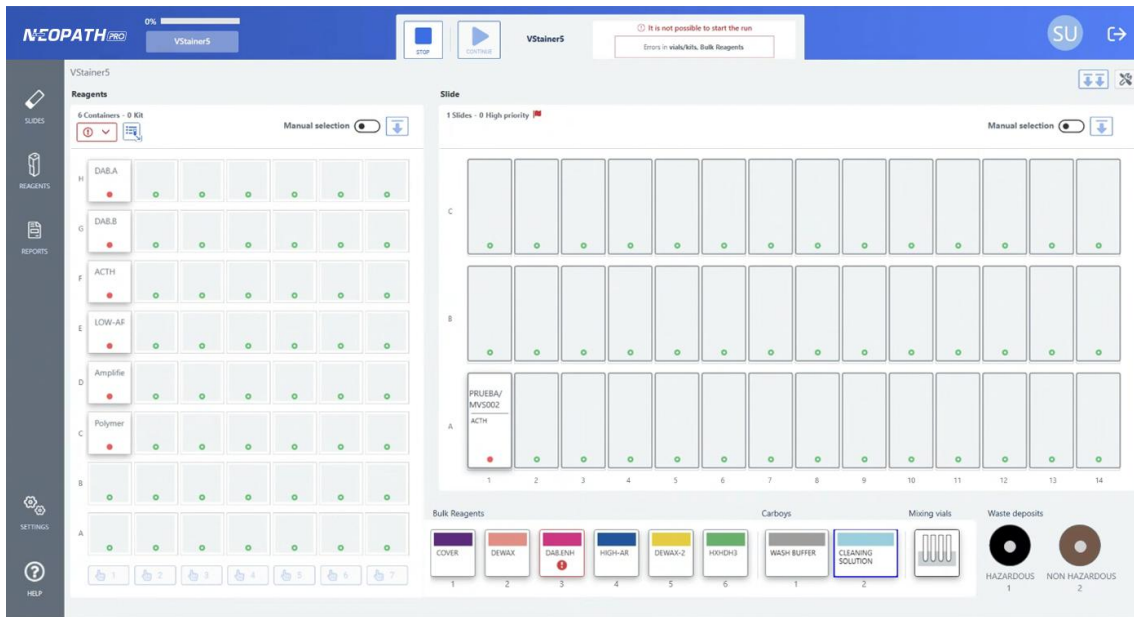 NEOPATH PRO
0%
VStainer5
STOP
CONTINUE
VStainer5
It is not possible to start the run
Errors in vials/kits, Bulk Reagents
SU
VStainer5
SLIDES
REAGENTS
REPORTS
SETTINGS
HELP
Reagents
6 Containers - 0 Kit
Manual selection
H
DAB.A
G
DAB.B
F
ACTH
E
LOW-AF
D
Amplifie
C
Polymer
B
A
1 2 3 4 5 6 7
Slide
1 Slides - 0 High priority
Manual selection
C
B
A
PRUEBA/
MVS002
ACTH
1 2 3 4 5 6 7 8 9 10 11 12 13 14
Bulk Reagents
COVER DEWAX DAB.ENH HIGH-AR DEWAX-2 HXHDH3
1 2 3 4 5 6
Carboys
WASH BUFFER
CLEANING
SOLUTION
1 2
Mixing vials
Waste deposits
HAZARDOUS NON HAZARDOUS
1 2